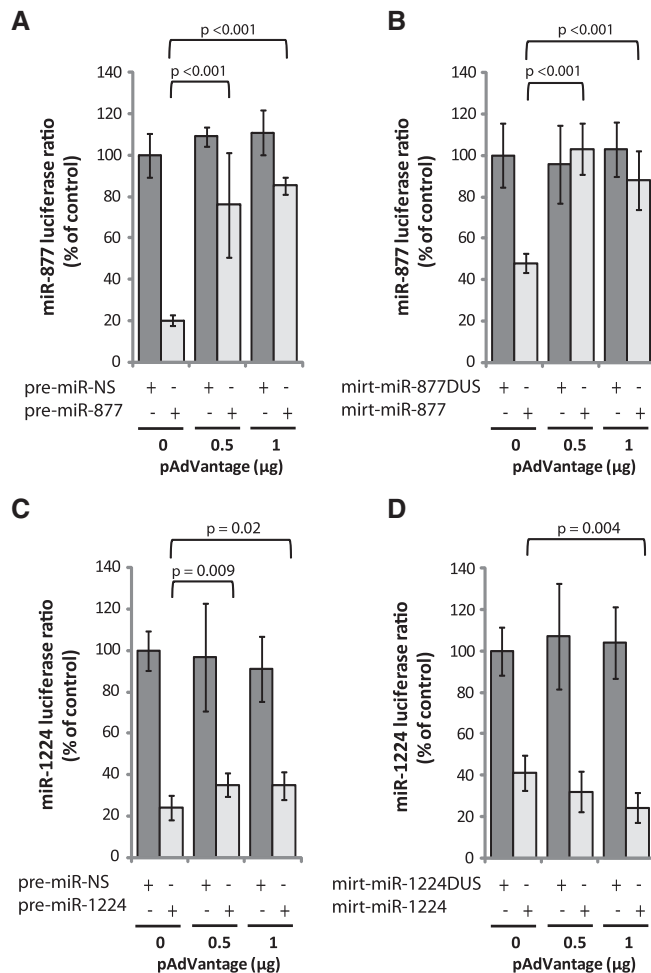 A
p <0.001
p <0.001
miR-877 luciferase ratio
(% of control)
140
120
100
80
60
40
20
0
pre-miR-NS + - + - + -
pre-miR-877 - + - + - +
0 0.5 1
pAdVantage (µg)
B
p <0.001
p <0.001
miR-877 luciferase ratio
(% of control)
140
120
100
80
60
40
20
0
mirt-miR-877DUS + - + - + -
mirt-miR-877 - + - + - +
0 0.5 1
pAdVantage (µg)
C
p = 0.02
p = 0.009
miR-1224 luciferase ratio
(% of control)
140
120
100
80
60
40
20
0
pre-miR-NS + - + - + -
pre-miR-1224 - + - + - +
0 0.5 1
pAdVantage (µg)
D
p = 0.004
miR-1224 luciferase ratio
(% of control)
140
120
100
80
60
40
20
0
mirt-miR-1224DUS + - + - + -
mirt-miR-1224 - + - + - +
0 0.5 1
pAdVantage (µg)